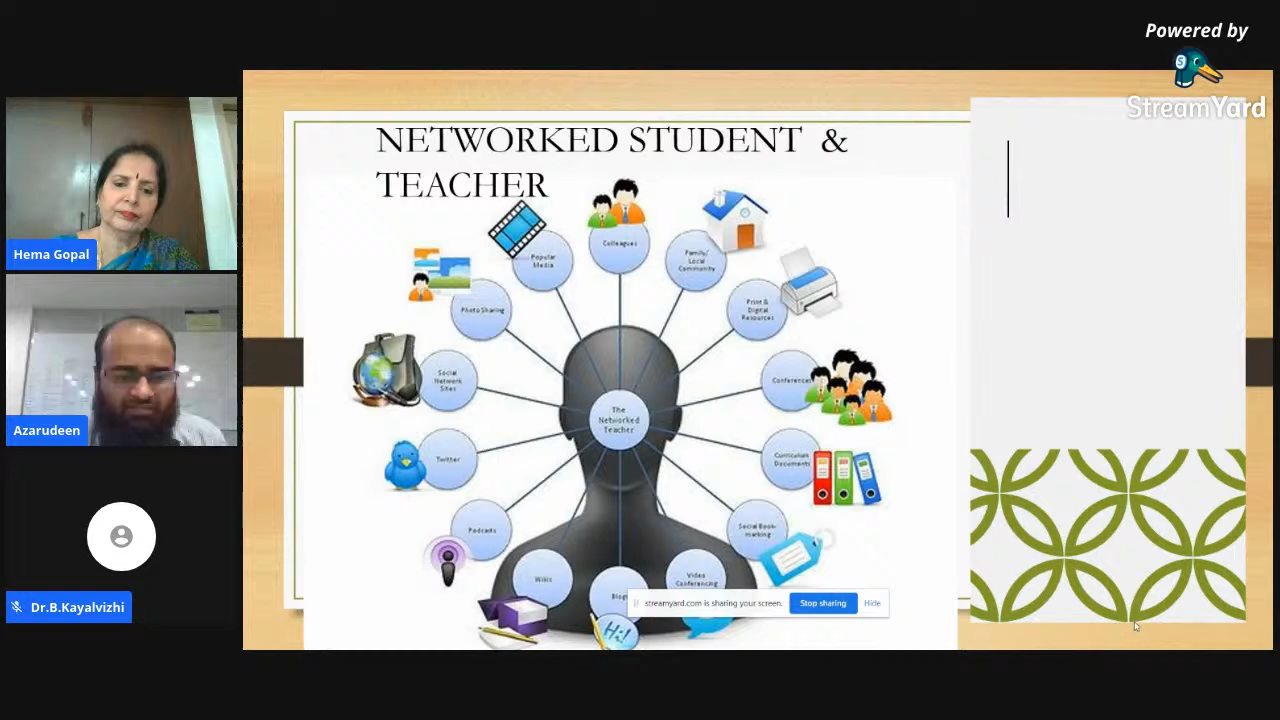 Powered by
StreamYard
Hema Gopal
Azarudeen
Dr.B.Kayalvizhi
NETWORKED STUDENT &
TEACHER
Colleagues
Popular
Media
Family/
Local
Community
Photo Sharing
Print &
Digital
Resources
Social
Network
Sites
Conferences
The
Networked
Teacher
Twitter
Curriculum
Documents
Podcasts
Social Book-
marking
Wikis
Blogs
Video
Conferencing
Hi!
streamyard.com is sharing your screen.
Stop sharing
Hide